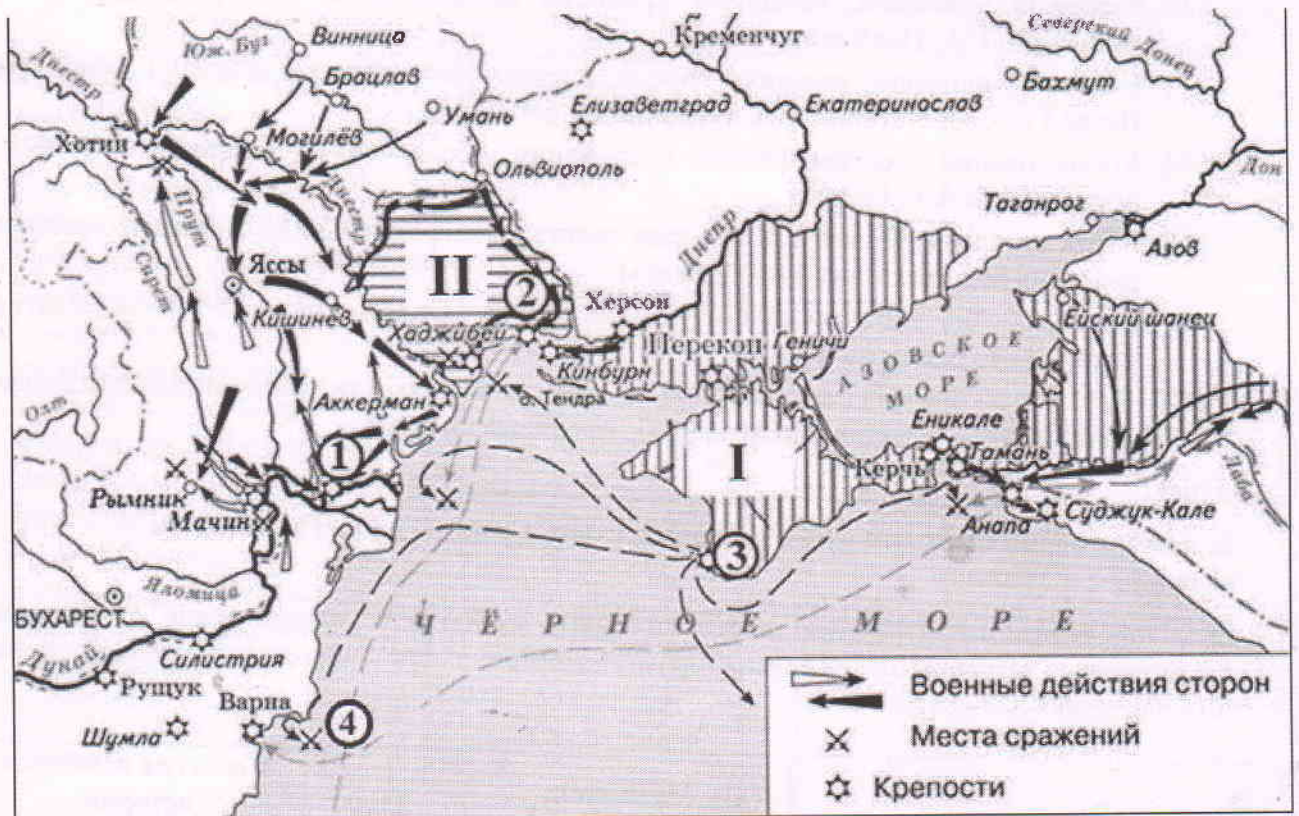 Днестр
Юж. Буг
Винница
Кременчуг
Северский Донец
Браилов
Бахмут
Умань
Елизаветград
Екатеринослав
Хотин
Могилёв
Ольвиополь
Днестр
Дон
Прут
Днепр
Таганрог
Азов
Сирет
Яссы
II
2
Херсон
Кишинёв
Хаджибей
Перекоп
Геничи
Ейский шанец
АЗОВСКОЕ
МОРЕ
Кинбурн
о. Тендра
Аккерман
Олт
Еникале
1
I
Керчь
Тамань
Лаба
Рымник
Мачин
Анапа
Суджук-Кале
3
Яломица
БУХАРЕСТ
ЧЁРНОЕ МОРЕ
Силистрия
Дунай
Рущук
Варна
4
Шумла
Военные действия сторон
Места сражений
Крепости